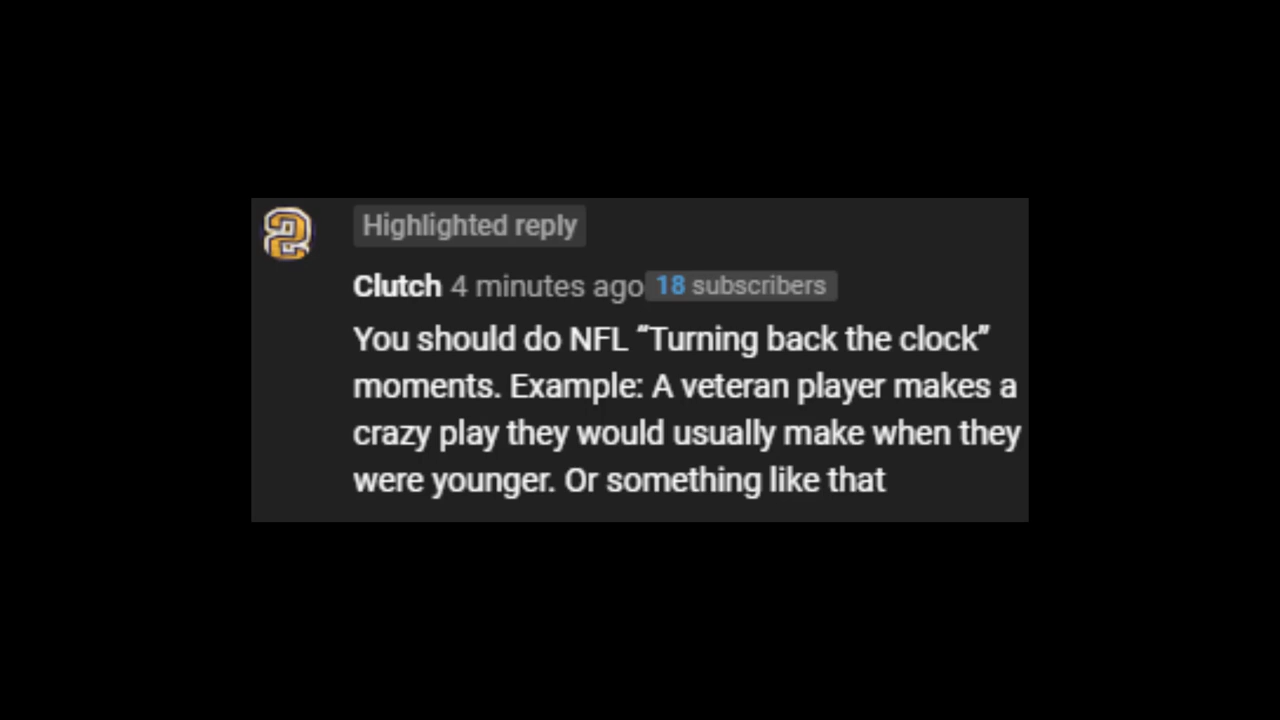 2
Highlighted reply
Clutch 4 minutes ago 18 subscribers
You should do NFL “Turning back the clock”
moments. Example: A veteran player makes a
crazy play they would usually make when they
were younger. Or something like that